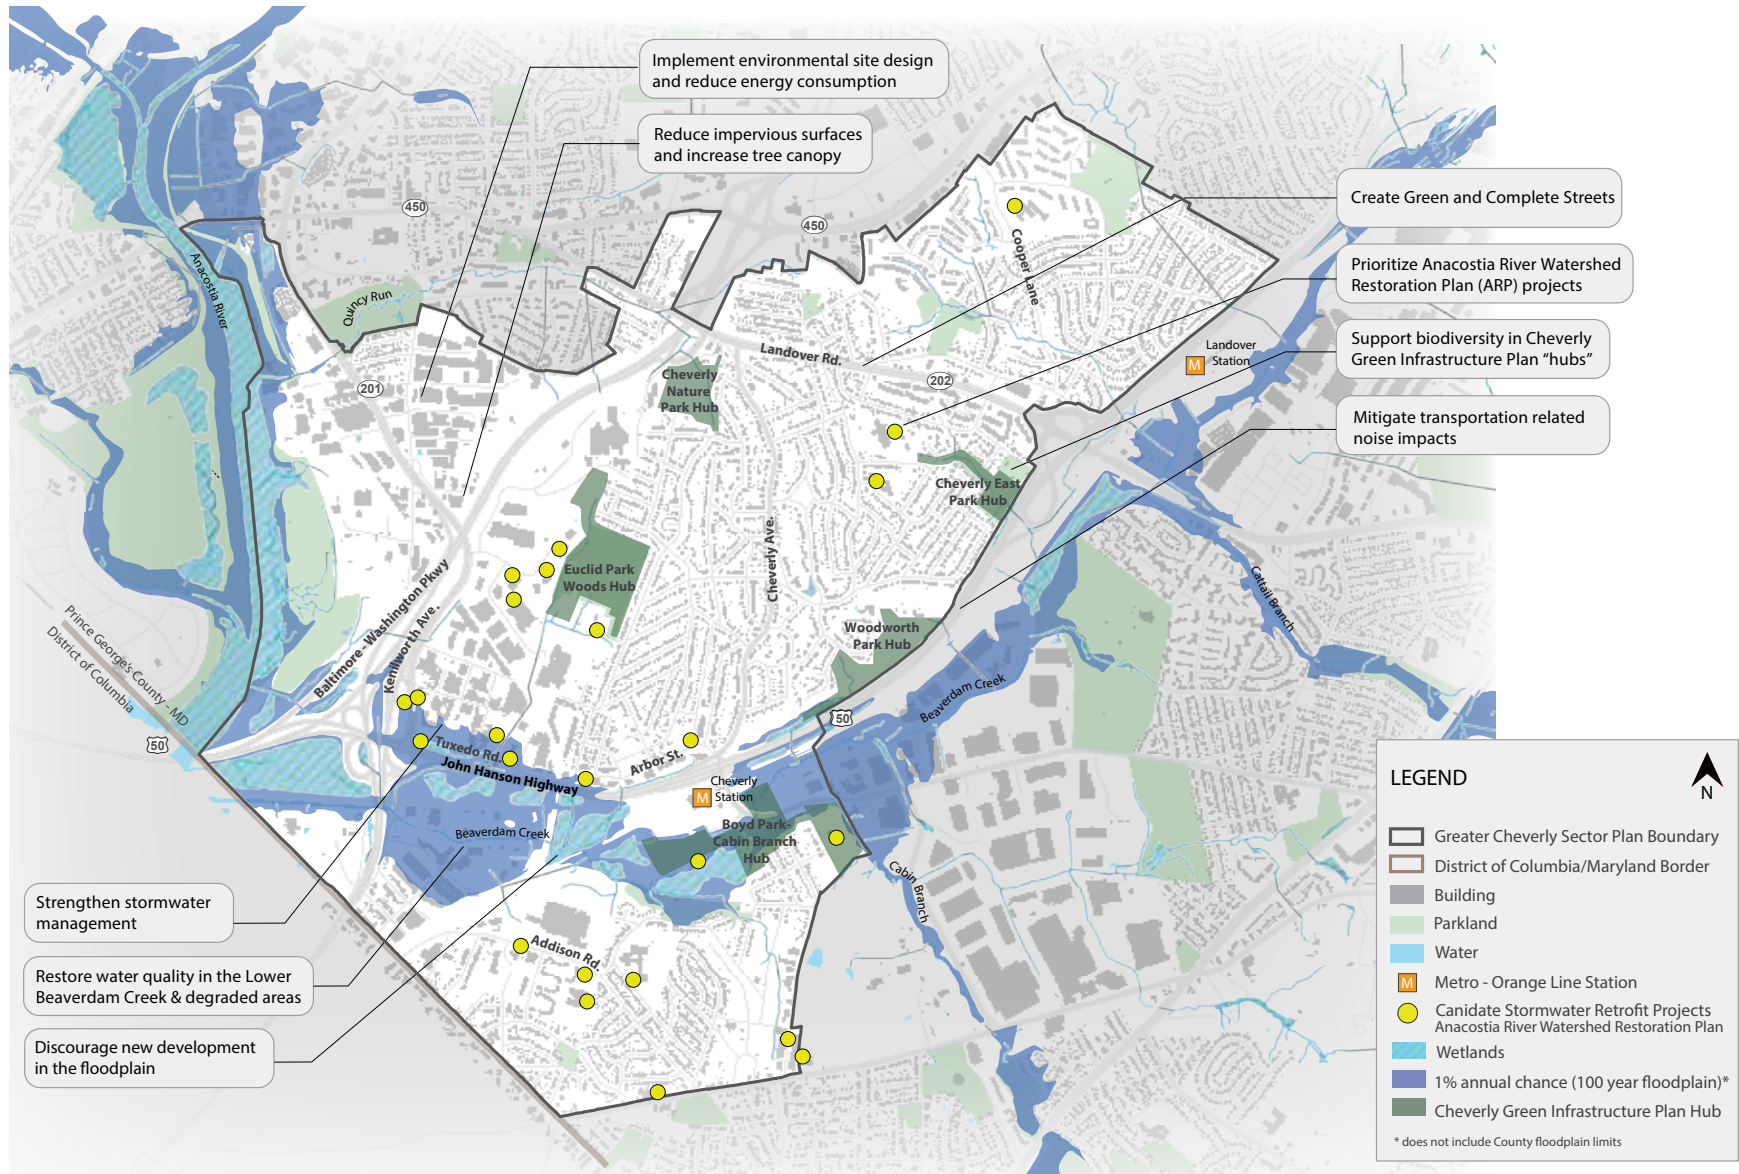 Implement environmental site design
and reduce energy consumption
Reduce impervious surfaces
and increase tree canopy
Create Green and Complete Streets
Prioritize Anacostia River Watershed
Restoration Plan (ARP) projects
Support biodiversity in Cheverly
Green Infrastructure Plan “hubs”
Mitigate transportation related
noise impacts
450
450
Cooper Lane
Anacostia River
Quincy Run
201
Landover Rd.
202
Landover
Station
M
Cheverly
Nature
Park Hub
Cheverly East
Park Hub
Cheverly Ave.
Euclid Park
Woods Hub
Baltimore - Washington Pkwy
Kenilworth Ave.
Woodworth
Park Hub
Cattail Branch
Prince George's County - MD
District of Columbia
50
50
Beaverdam Creek
Tuxedo Rd.
John Hanson Highway
Arbor St.
Cheverly
Station
M
Beaverdam Creek
Boyd Park-
Cabin Branch
Hub
Cabin Branch
Addison Rd.
Strengthen stormwater
management
Restore water quality in the Lower
Beaverdam Creek & degraded areas
Discourage new development
in the floodplain
LEGEND
N
Greater Cheverly Sector Plan Boundary
District of Columbia/Maryland Border
Building
Parkland
Water
M
Metro - Orange Line Station
Canidate Stormwater Retrofit Projects
Anacostia River Watershed Restoration Plan
Wetlands
1% annual chance (100 year floodplain)*
Cheverly Green Infrastructure Plan Hub
* does not include County floodplain limits